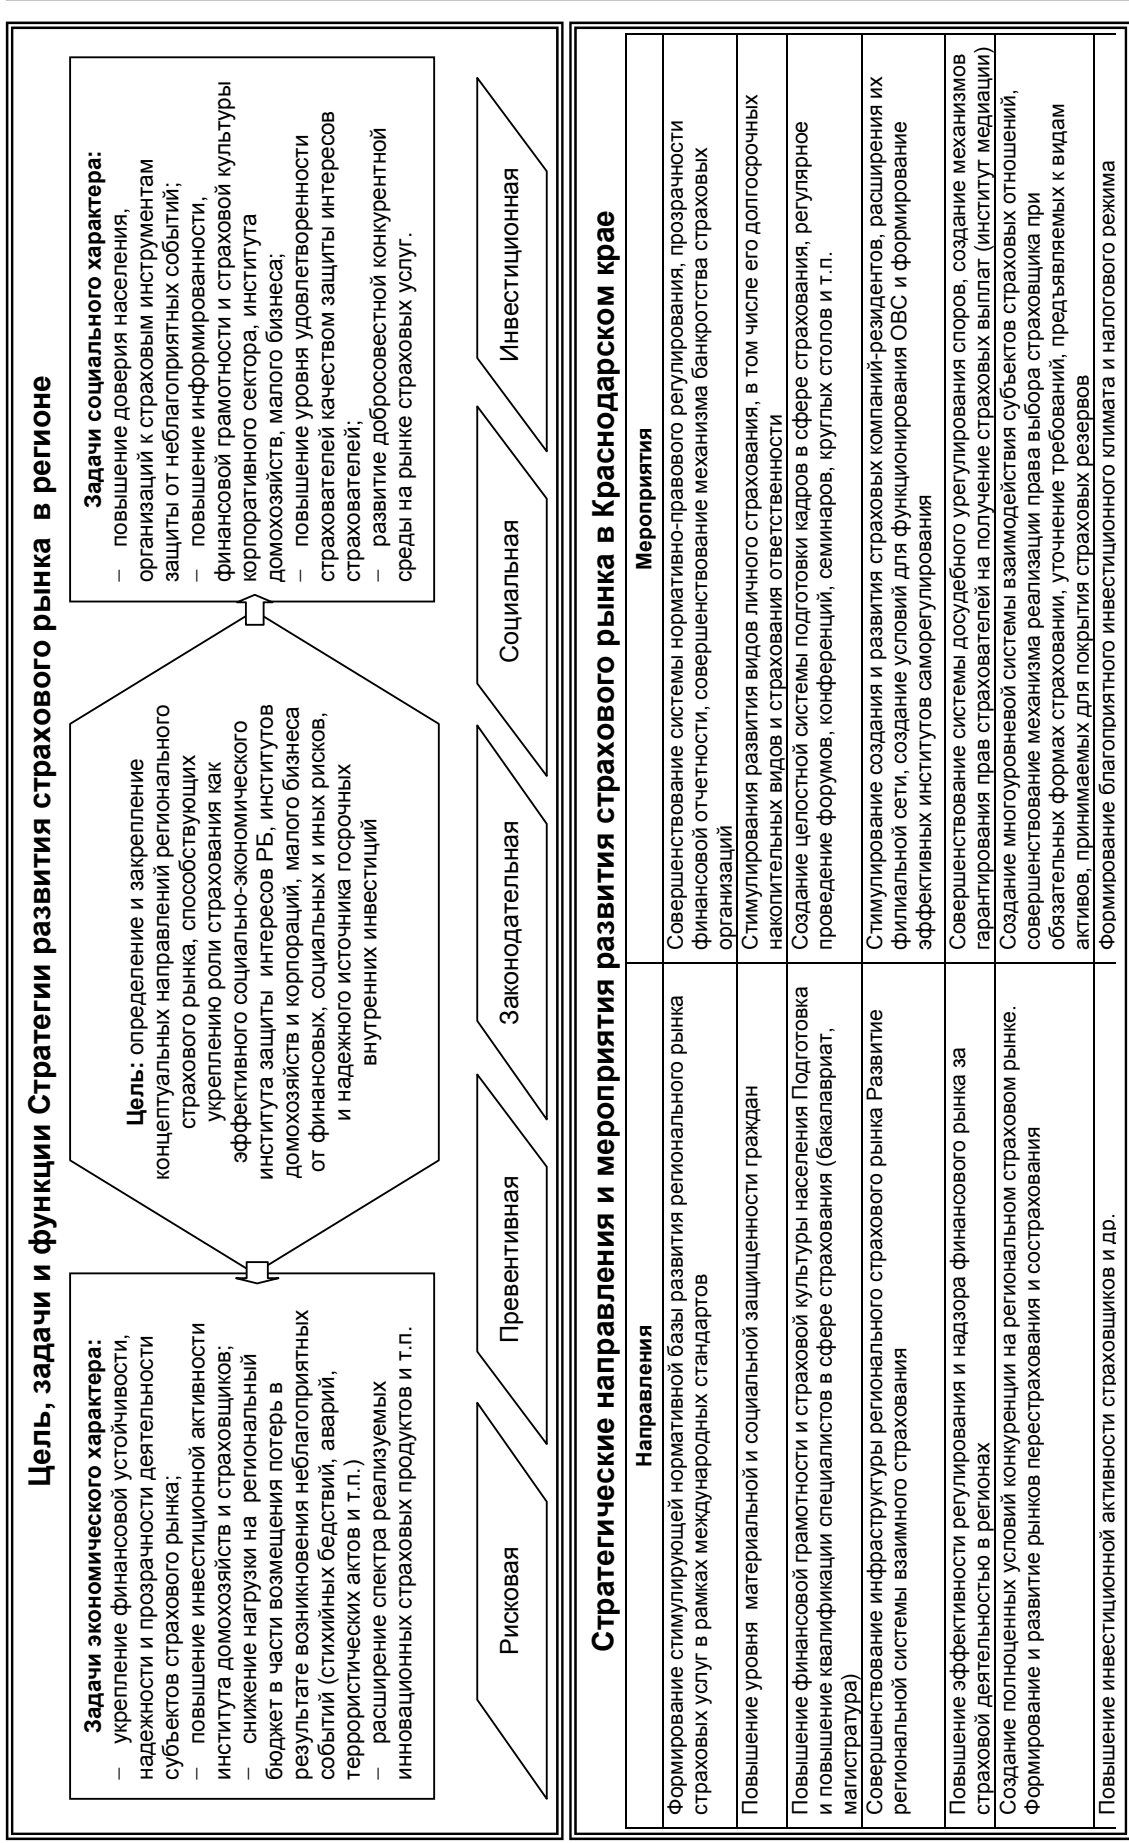 Цель, задачи и функции Стратегии развития страхового рынка в регионе
Задачи экономического характера:
– укрепление финансовой устойчивости,
надежности и прозрачности деятельности
субъектов страхового рынка;
– повышение инвестиционной активности
института домохозяйств и страховщиков;
– снижение нагрузки на региональный
бюджет в части возмещения потерь в
результате возникновения неблагоприятных
событий (стихийных бедствий, аварий,
террористических актов и т.п.)
– расширение спектра реализуемых
инновационных страховых продуктов и т.п.
Цель: определение и закрепление
концептуальных направлений регионального
страхового рынка, способствующих
укреплению роли страхования как
эффективного социально-экономического
института защиты интересов РБ, институтов
домохозяйств и корпораций, малого бизнеса
от финансовых, социальных и иных рисков,
и надежного источника госрочных
внутренних инвестиций
Задачи социального характера:
– повышение доверия населения,
организаций к страховым инструментам
защиты от неблагоприятных событий;
– повышение информированности,
финансовой грамотности и страховой культуры
корпоративного сектора, института
домохозяйств, малого бизнеса;
– повышение уровня удовлетворенности
страхователей качеством защиты интересов
страхователей;
– развитие добросовестной конкурентной
среды на рынке страховых услуг.
Рисковая
Превентивная
Законодательная
Социальная
Инвестиционная
Стратегические направления и мероприятия развития страхового рынка в Краснодарском крае
Направления
Мероприятия
Формирование стимулирующей нормативной базы развития регионального рынка
страховых услуг в рамках международных стандартов
Совершенствование системы нормативно-правового регулирования, прозрачности
финансовой отчетности, совершенствование механизма банкротства страховых
организаций
Повышение уровня материальной и социальной защищенности граждан
Стимулирования развития видов личного страхования, в том числе его долгосрочных
накопительных видов и страхования ответственности
Повышение финансовой грамотности и страховой культуры населения Подготовка
и повышение квалификации специалистов в сфере страхования (бакалавриат,
магистратура)
Создание целостной системы подготовки кадров в сфере страхования, регулярное
проведение форумов, конференций, семинаров, круглых столов и т.п.
Совершенствование инфраструктуры регионального страхового рынка Развитие
региональной системы взаимного страхования
Стимулирование создания и развития страховых компаний-резидентов, расширения их
филиальной сети, создание условий для функционирования ОВС и формирование
эффективных институтов саморегулирования
Повышение эффективности регулирования и надзора финансового рынка за
страховой деятельностью в регионах
Совершенствование системы досудебного урегулирования споров, создание механизмов
гарантирования прав страхователей на получение страховых выплат (институт медиации)
Создание полноценных условий конкуренции на региональном страховом рынке.
Формирование и развитие рынков перестрахования и сострахования
Создание многоуровневой системы взаимодействия субъектов страховых отношений,
совершенствование механизма реализации права выбора страховщика при
обязательных формах страховании, уточнение требований, предъявляемых к видам
активов, принимаемых для покрытия страховых резервов
Повышение инвестиционной активности страховщиков и др.
Формирование благоприятного инвестиционного климата и налогового режима